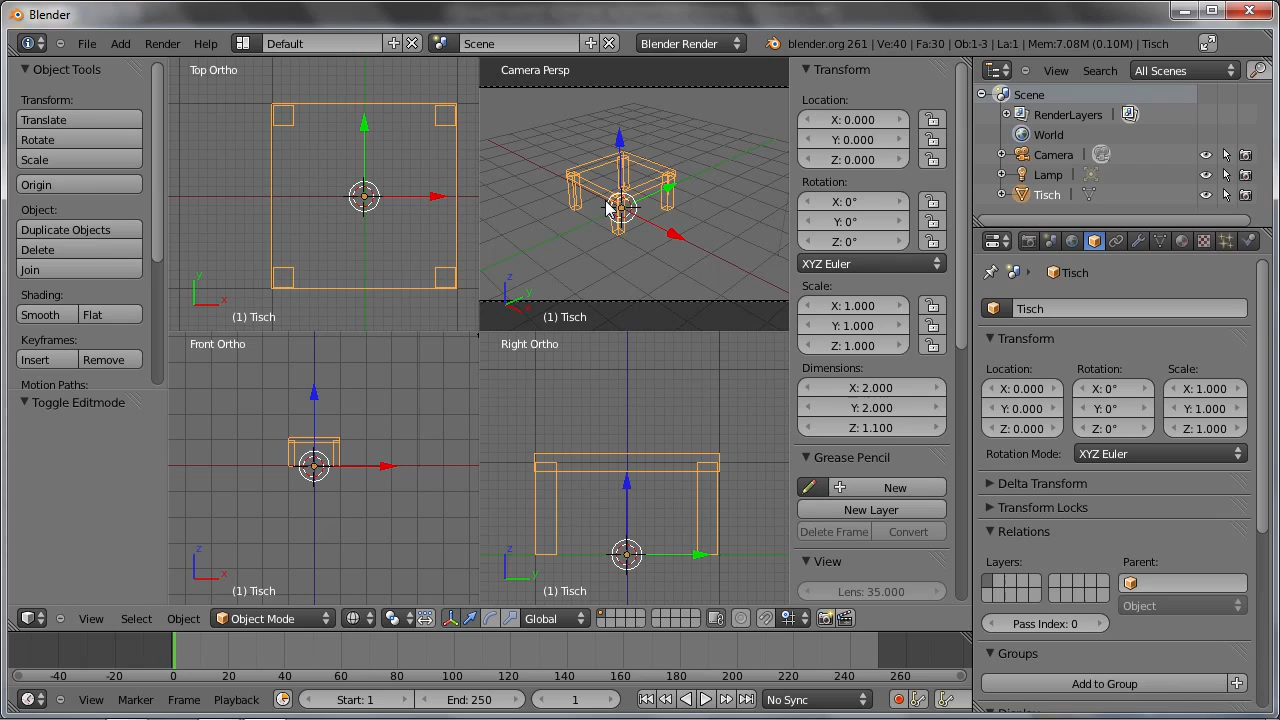 Blender
File Add Render Help Default Scene Blender Render blender.org 261 | Ve:40 | Fa:30 | Ob:1-3 | La:1 | Mem:7.08M (0.10M) | Tisch
Object Tools
Transform:
Translate
Rotate
Scale
Origin
Object:
Duplicate Objects
Delete
Join
Shading:
Smooth Flat
Keyframes:
Insert Remove
Motion Paths:
Toggle Editmode
Top Ortho
y
x
(1) Tisch
Camera Persp
z
y
x
(1) Tisch
Front Ortho
z
x
(1) Tisch
Right Ortho
z
y
(1) Tisch
Transform
Location:
X: 0.000
Y: 0.000
Z: 0.000
Rotation:
X: 0°
Y: 0°
Z: 0°
XYZ Euler
Scale:
X: 1.000
Y: 1.000
Z: 1.000
Dimensions:
X: 2.000
Y: 2.000
Z: 1.100
Grease Pencil
New
New Layer
Delete Frame Convert
View
Lens: 35.000
View Search All Scenes
Scene
RenderLayers
World
Camera
Lamp
Tisch
Tisch
Tisch
Transform
Location: Rotation: Scale:
X: 0.000 X: 0° X: 1.000
Y: 0.000 Y: 0° Y: 1.000
Z: 0.000 Z: 0° Z: 1.000
Rotation Mode: XYZ Euler
Delta Transform
Transform Locks
Relations
Layers: Parent:
Object
Pass Index: 0
Groups
Add to Group
View Select Object Object Mode Global
-40 -20 0 20 40 60 80 100 120 140 160 180 200 220 240 260
View Marker Frame Playback Start: 1 End: 250 1 No Sync